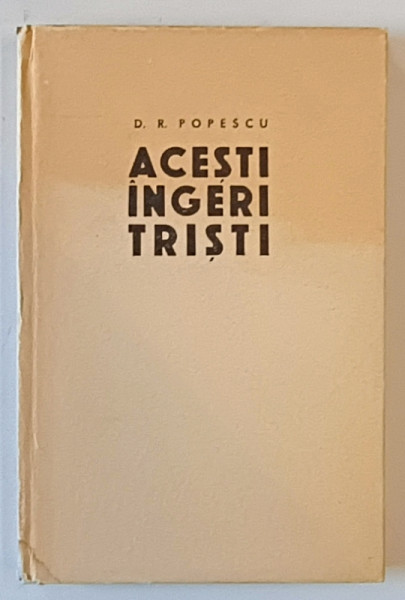 D. R. POPESCU
ACEȘTI
ÎNGERI
TRIȘTI